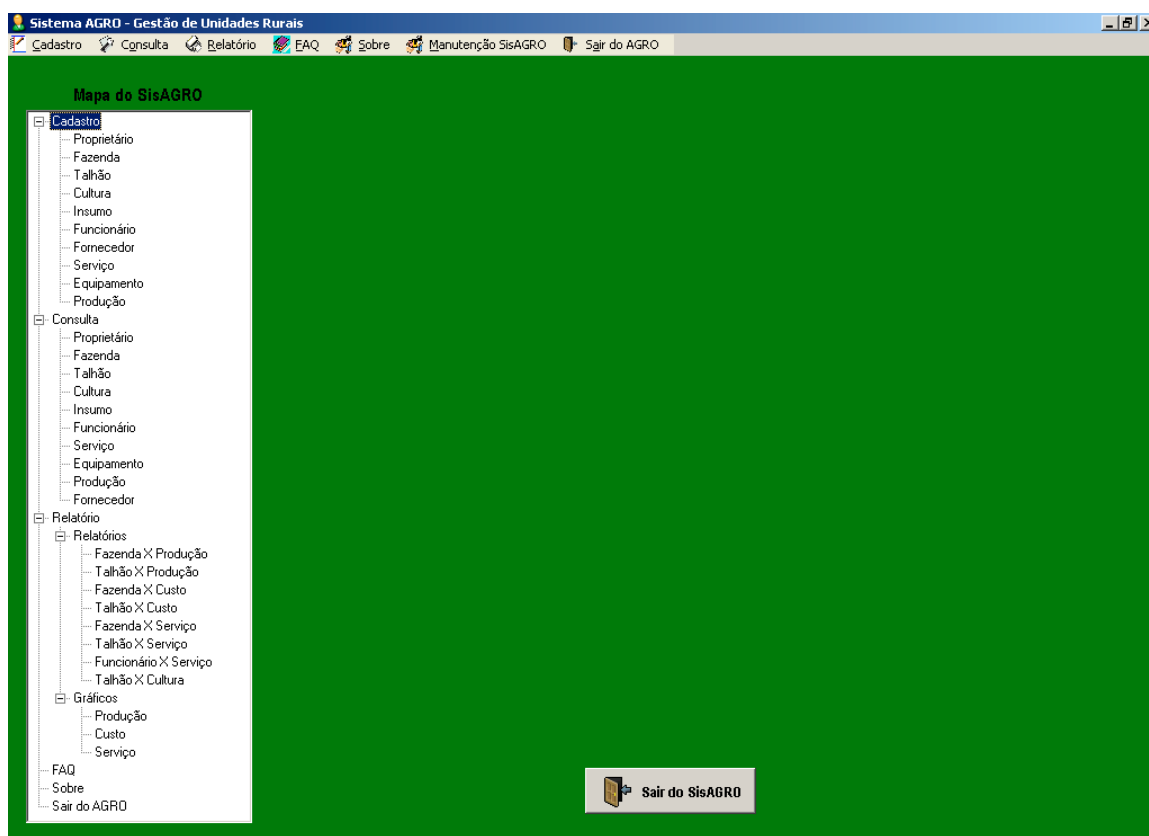 Sistema AGRO - Gestão de Unidades Rurais
Cadastro Consulta Relatório FAQ Sobre Manutenção SisAGRO Sair do AGRO
Mapa do SisAGRO
Cadastro
Proprietário
Fazenda
Talhão
Cultura
Insumo
Funcionário
Fornecedor
Serviço
Equipamento
Produção
Consulta
Proprietário
Fazenda
Talhão
Cultura
Insumo
Funcionário
Serviço
Equipamento
Produção
Fornecedor
Relatório
Relatórios
Fazenda X Produção
Talhão X Produção
Fazenda X Custo
Talhão X Custo
Fazenda X Serviço
Talhão X Serviço
Funcionário X Serviço
Talhão X Cultura
Gráficos
Produção
Custo
Serviço
FAQ
Sobre
Sair do AGRO
Sair do SisAGRO